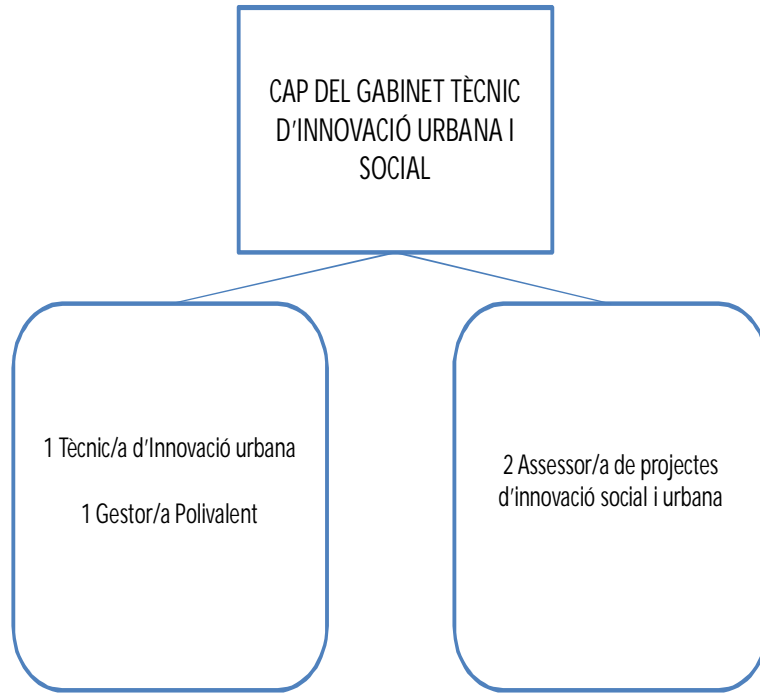 CAP DEL GABINET TÈCNIC
D'INNOVACIÓ URBANA I
SOCIAL
1 Tècnic/a d'Innovació urbana
1 Gestor/a Polivalent
2 Assessor/a de projectes
d'innovació social i urbana